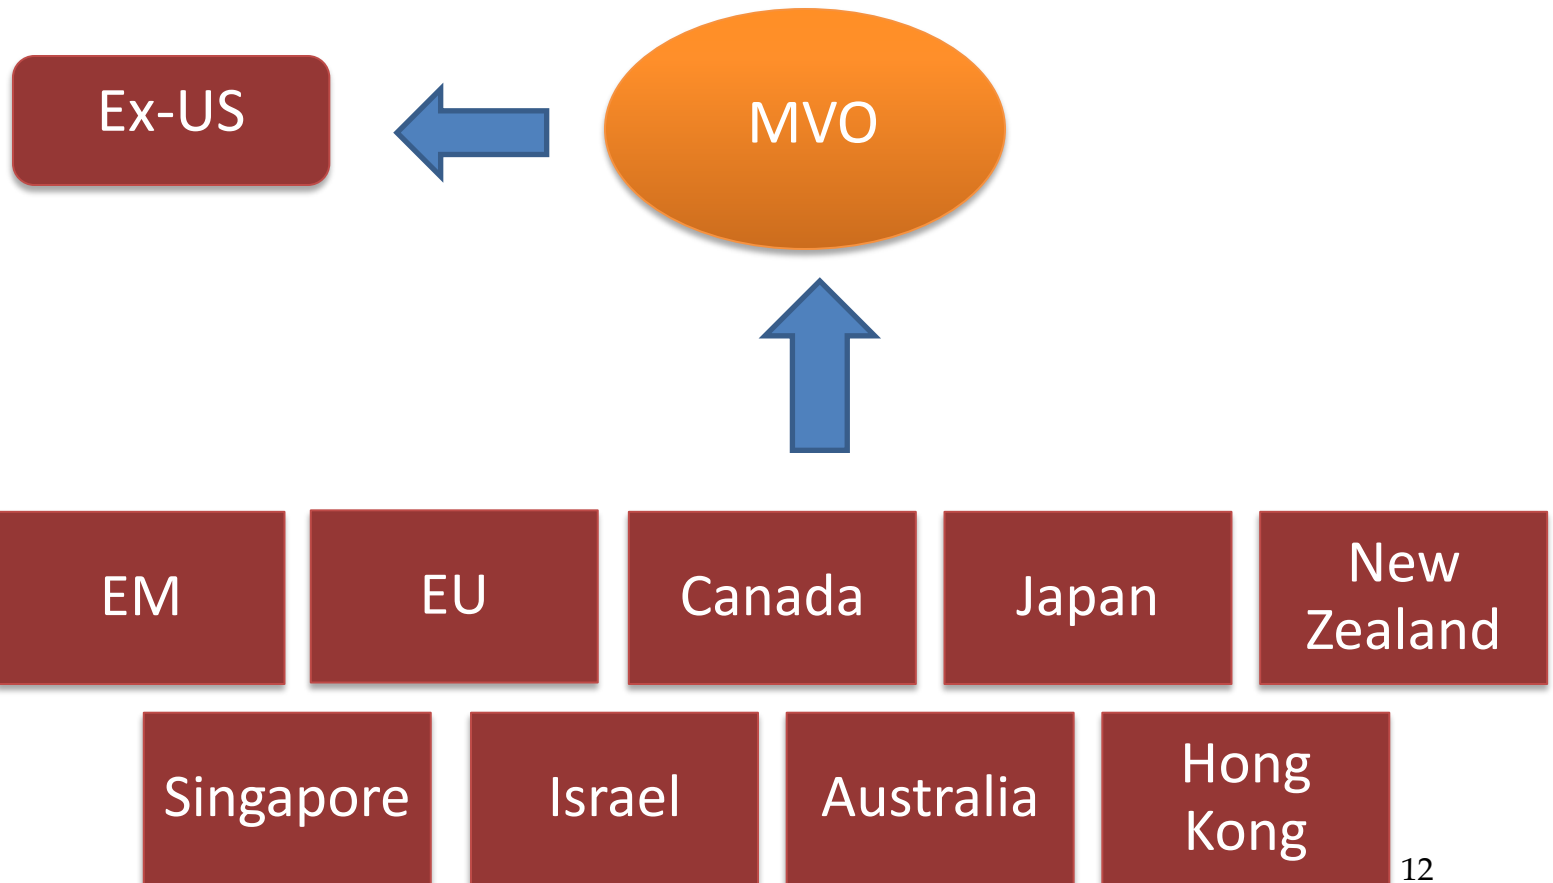 Ex-US
MVO
EM
EU
Canada
Japan
New
Zealand
Singapore
Israel
Australia
Hong
Kong
12